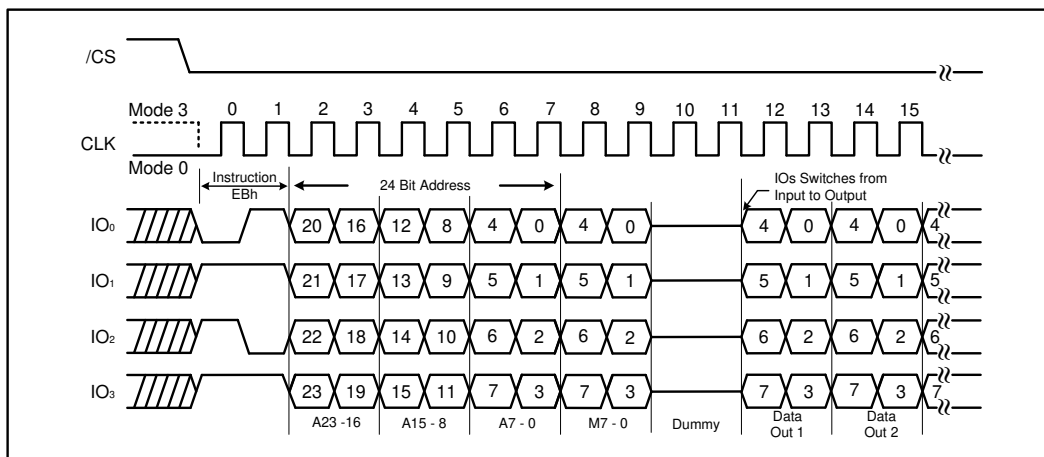 /CS
Mode 3 0 1 2 3 4 5 6 7 8 9 10 11 12 13 14 15
CLK
Mode 0
Instruction
EBh
24 Bit Address
IOs Switches from
Input to Output
IO0 20 16 12 8 4 0 4 0 4 0 4 0 4
IO1 21 17 13 9 5 1 5 1 5 1 5 1 5
IO2 22 18 14 10 6 2 6 2 6 2 6 2 6
IO3 23 19 15 11 7 3 7 3 7 3 7 3 7
A23 -16 A15 - 8 A7 - 0 M7 - 0 Dummy Data Data
Out 1 Out 2